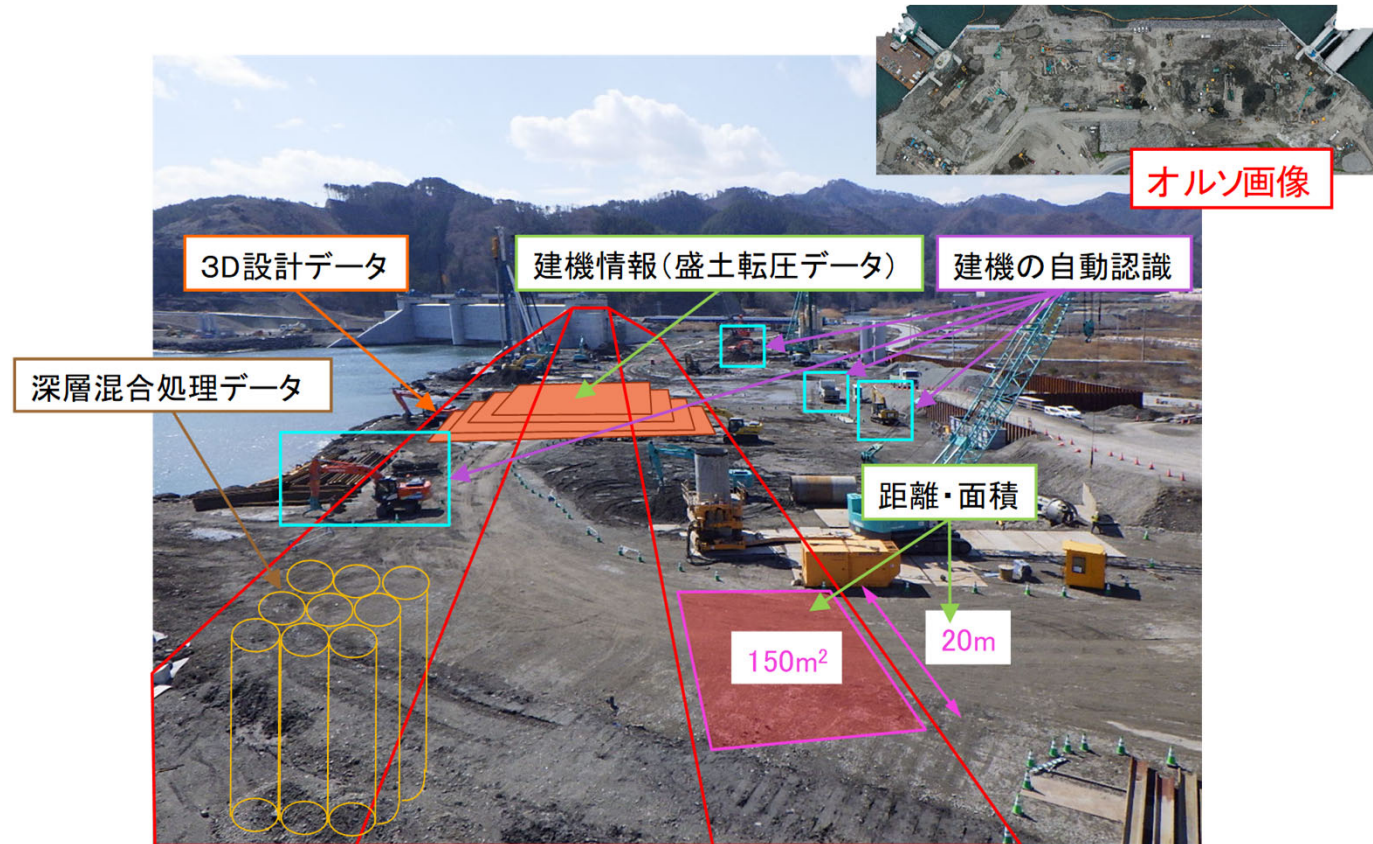 オルソ画像
3D設計データ
建機情報(盛土転圧データ)
建機の自動認識
深層混合処理データ
距離・面積
150m²
20m